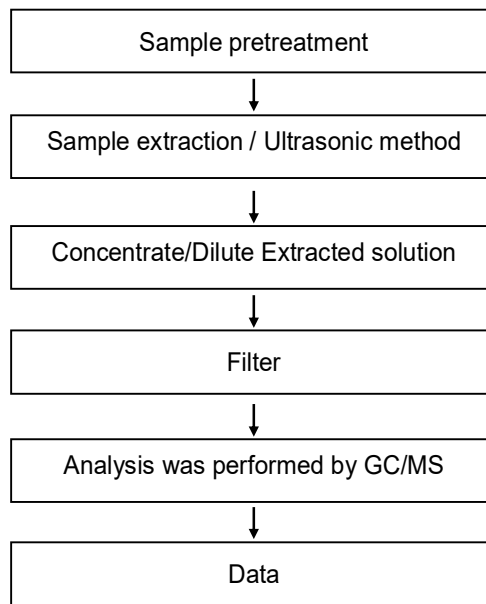 Sample pretreatment
Sample extraction / Ultrasonic method
Concentrate/Dilute Extracted solution
Filter
Analysis was performed by GC/MS
Data